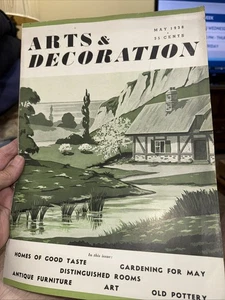 ARTS &
DECORATION
MAY 1938
35 CENTS
In this issue:
HOMES OF GOOD TASTE
GARDENING FOR MAY
DISTINGUISHED ROOMS
ANTIQUE FURNITURE
ART
OLD POTTERY